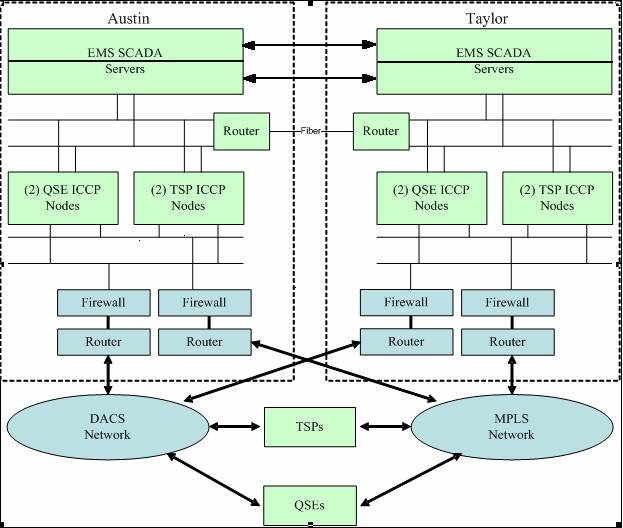 Austin
Taylor
EMS SCADA
Servers
EMS SCADA
Servers
Router
Fiber
Router
(2) QSE ICCP
Nodes
(2) TSP ICCP
Nodes
(2) QSE ICCP
Nodes
(2) TSP ICCP
Nodes
Firewall
Firewall
Firewall
Firewall
Router
Router
Router
Router
DACS
Network
TSPs
MPLS
Network
QSEs